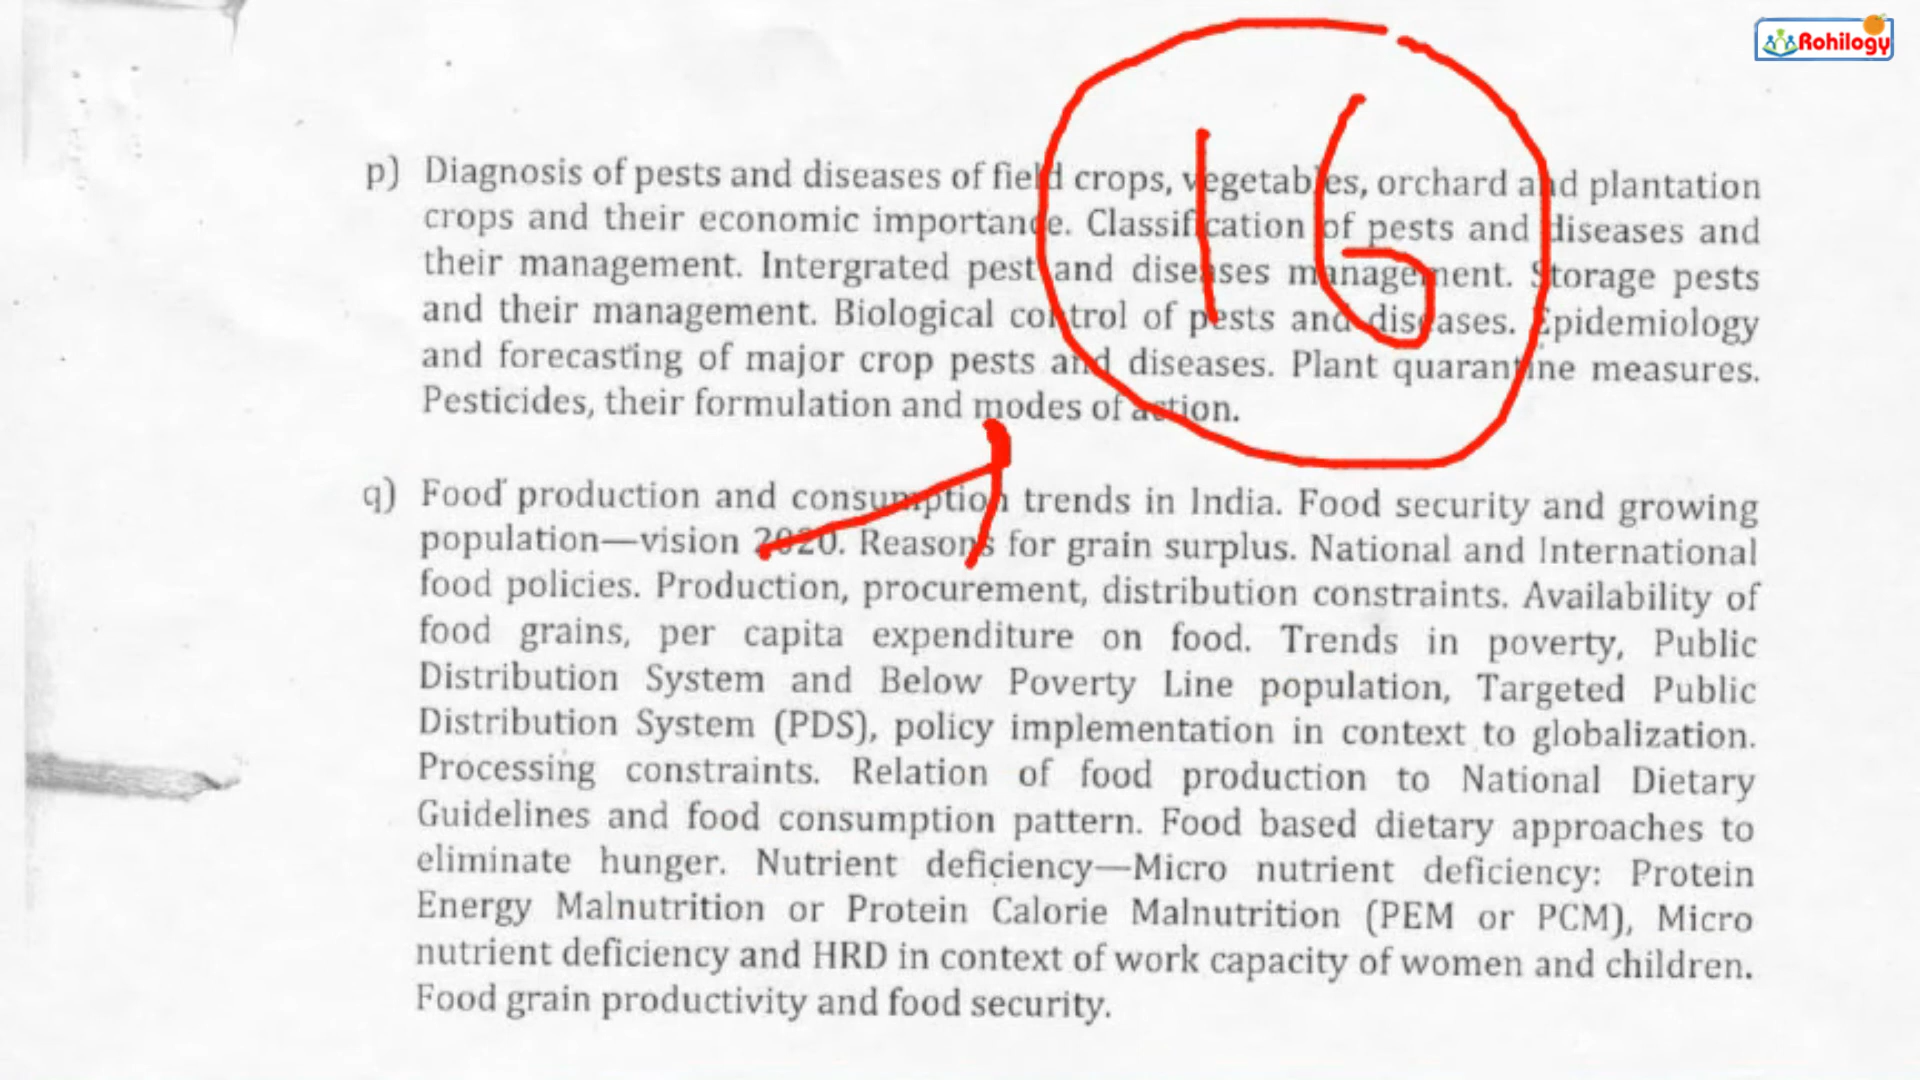 Rohilogy
16
p) Diagnosis of pests and diseases of field crops, vegetables, orchard and plantation
crops and their economic importance. Classification of pests and diseases and
their management. Intergrated pest and diseases management. Storage pests
and their management. Biological control of pests and diseases. Epidemiology
and forecasting of major crop pests and diseases. Plant quarantine measures.
Pesticides, their formulation and modes of action.
q) Food production and consumption trends in India. Food security and growing
population—vision 2020. Reasons for grain surplus. National and International
food policies. Production, procurement, distribution constraints. Availability of
food grains, per capita expenditure on food. Trends in poverty, Public
Distribution System and Below Poverty Line population, Targeted Public
Distribution System (PDS), policy implementation in context to globalization.
Processing constraints. Relation of food production to National Dietary
Guidelines and food consumption pattern. Food based dietary approaches to
eliminate hunger. Nutrient deficiency—Micro nutrient deficiency: Protein
Energy Malnutrition or Protein Calorie Malnutrition (PEM or PCM), Micro
nutrient deficiency and HRD in context of work capacity of women and children.
Food grain productivity and food security.